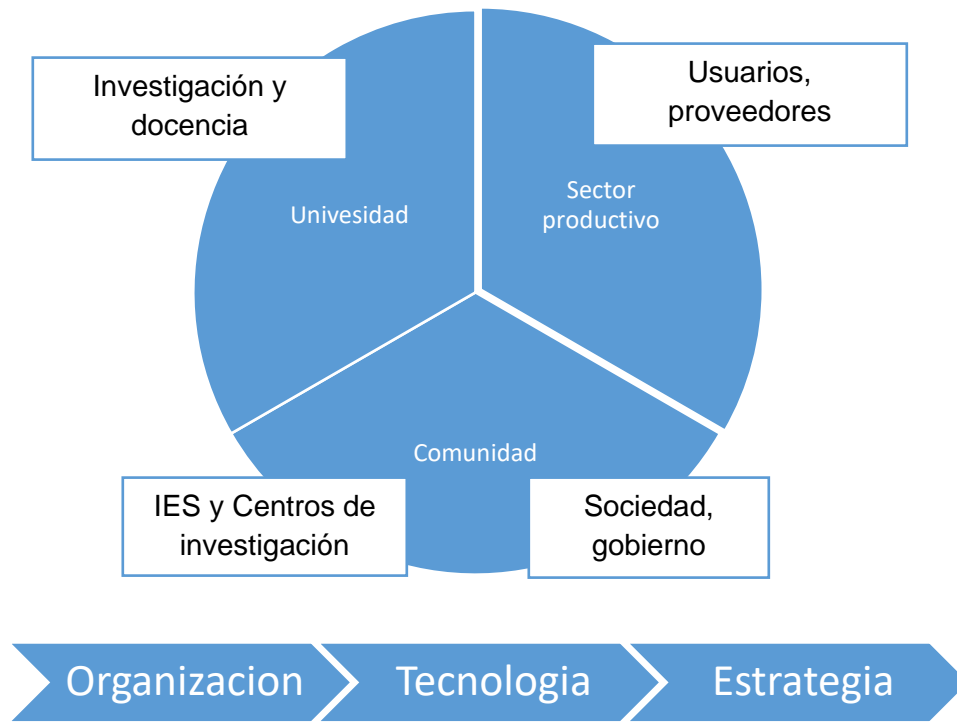 Investigación y
docencia
Usuarios,
proveedores
Univesidad
Sector
productivo
Comunidad
IES y Centros de
investigación
Sociedad,
gobierno
Organizacion
Tecnologia
Estrategia